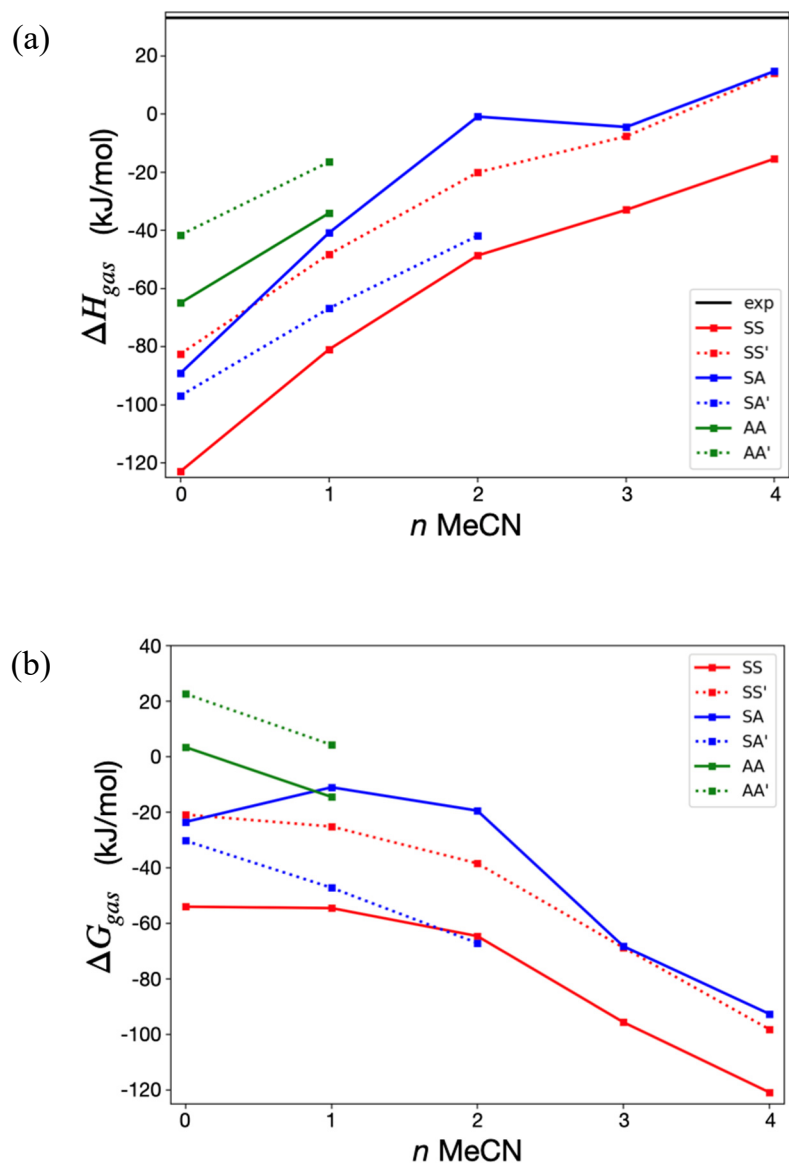 (a)
20
0
-20
-40
-60
-80
-100
-120
ΔH_gas (kJ/mol)
exp
SS
SS'
SA
SA'
AA
AA'
0 1 2 3 4
n MeCN
(b)
40
20
0
-20
-40
-60
-80
-100
-120
ΔG_gas (kJ/mol)
SS
SS'
SA
SA'
AA
AA'
0 1 2 3 4
n MeCN